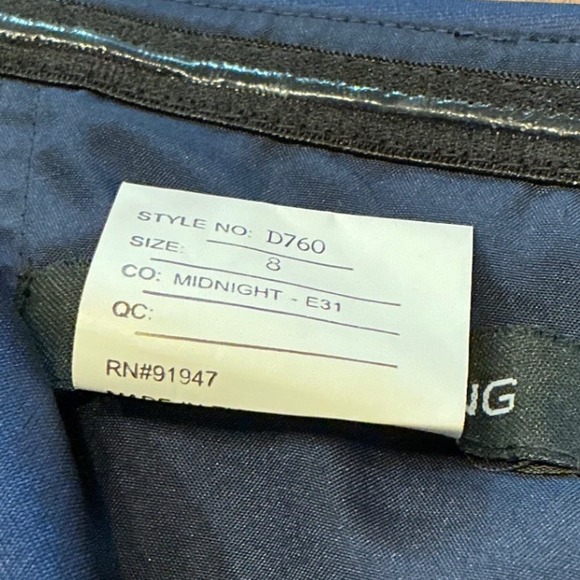 STYLE NO: D760
SIZE: 8
CO: MIDNIGHT - E31
QC:
RN#91947
NG